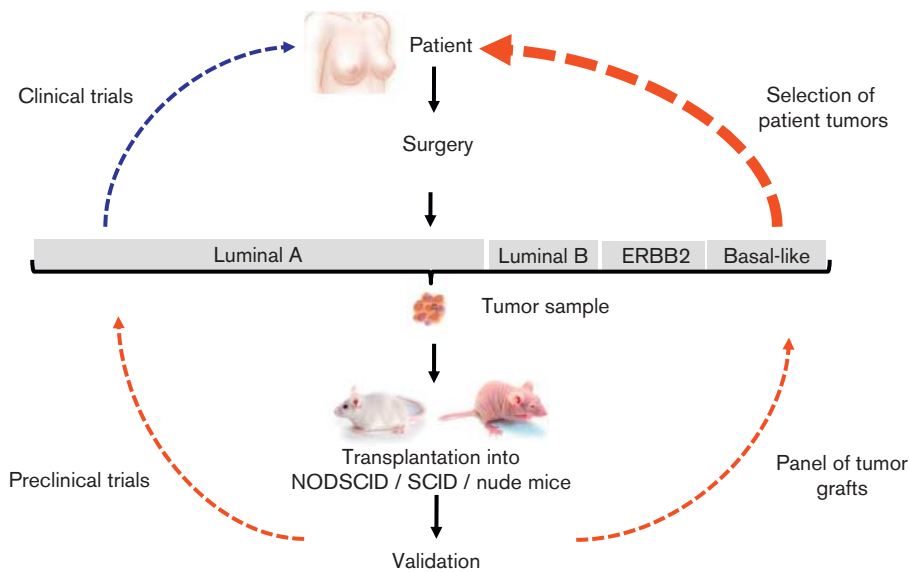 Patient
Clinical trials
Selection of
patient tumors
Surgery
Luminal A
Luminal B
ERBB2
Basal-like
Tumor sample
Transplantation into
NODSCID / SCID / nude mice
Preclinical trials
Panel of tumor
grafts
Validation